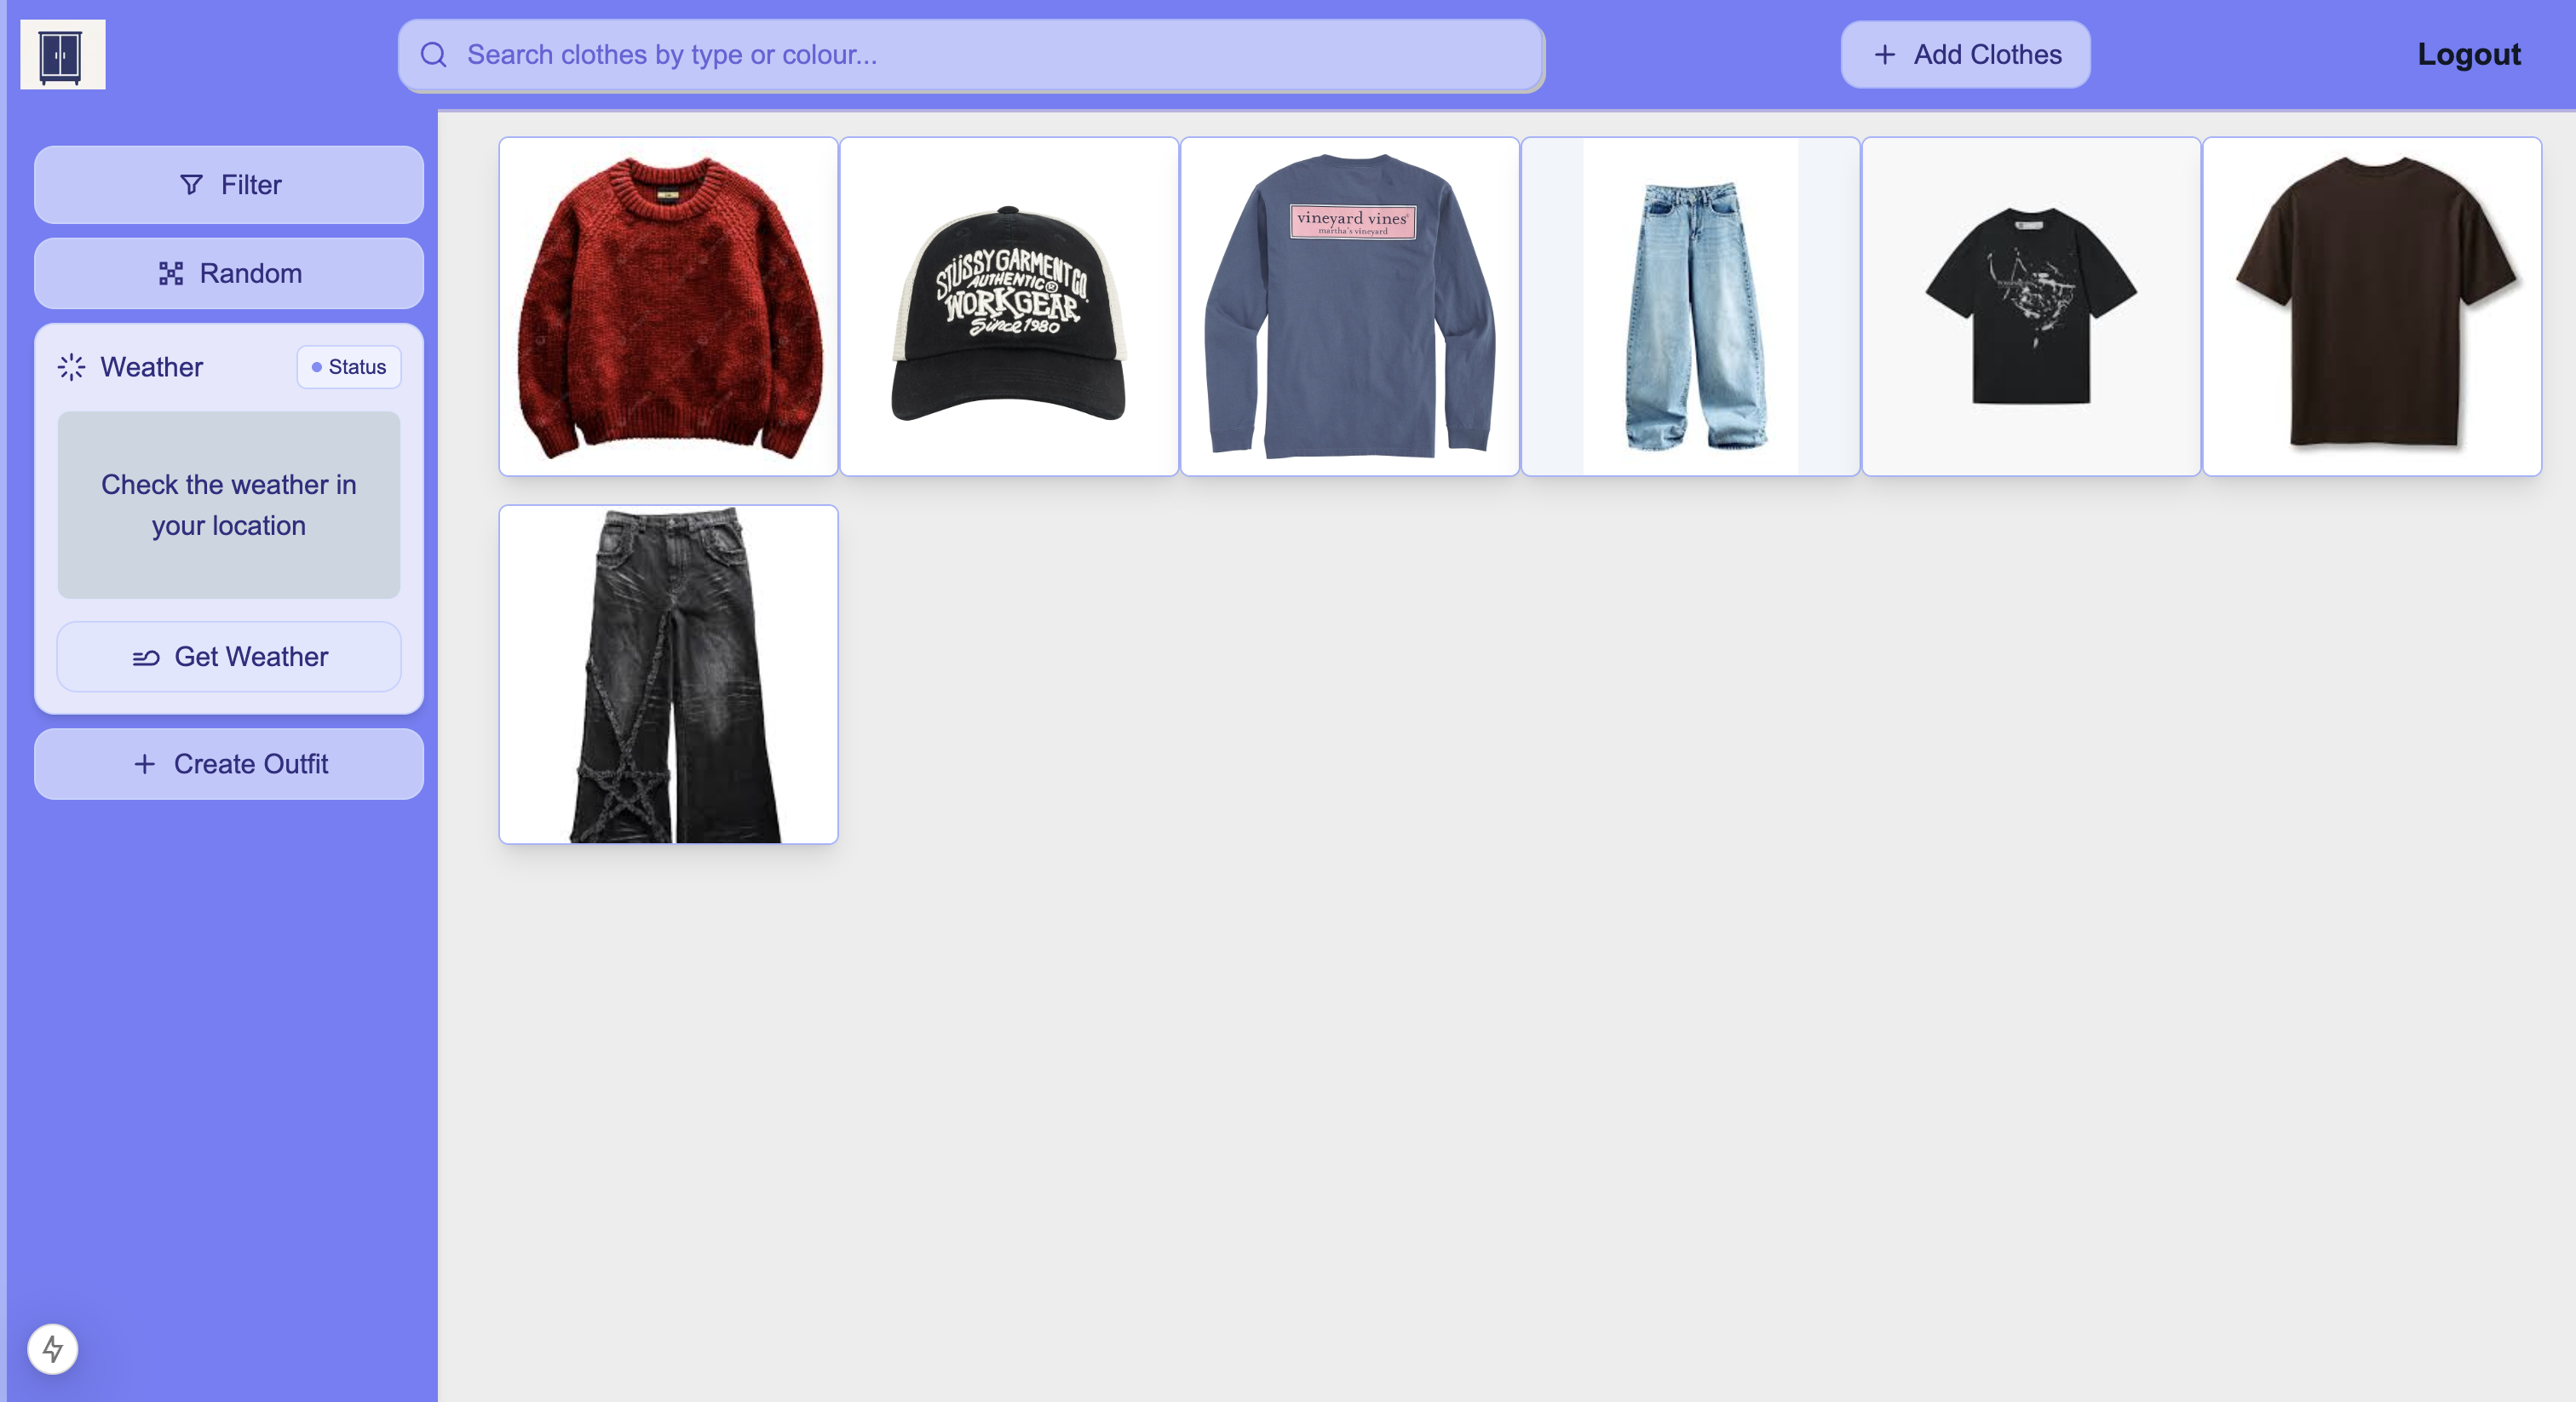 Search clothes by type or colour...
Add Clothes
Logout
Filter
Random
Weather
Status
Check the weather in
your location
Get Weather
Create Outfit
STÜSSY GARMENT CO.
AUTHENTIC®
WORKGEAR
Since 1980
vineyard vines®
martha's vineyard